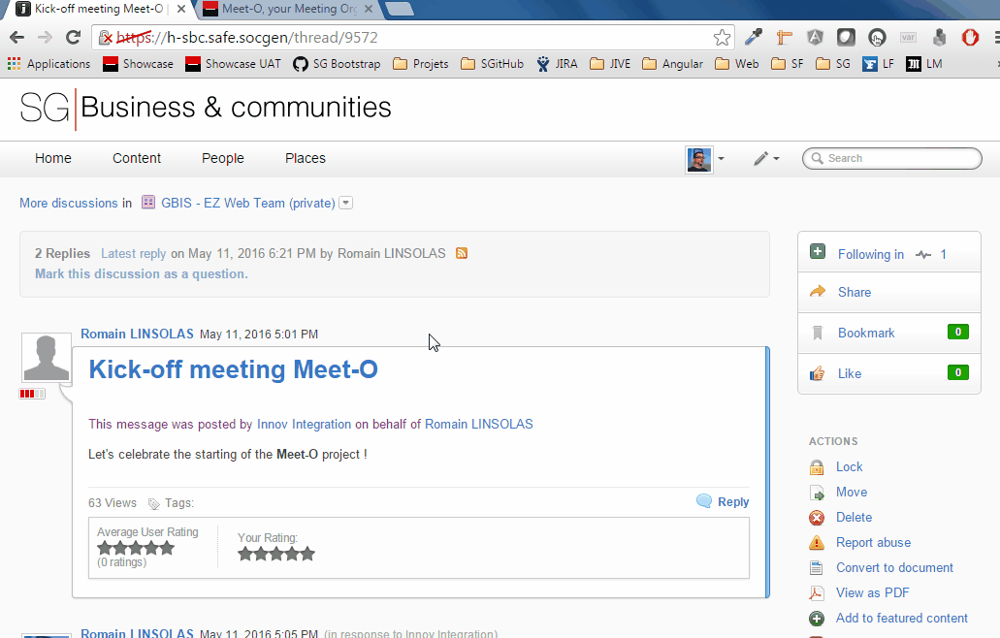 Kick-off meeting Meet-O |
Meet-O, your Meeting Org
https://h-sbc.safe.socgen/thread/9572
Applications Showcase Showcase UAT SG Bootstrap Projets SGitHub JIRA JIVE Angular Web SF SG LF LM
SG Business & communities
Home Content People Places Search
More discussions in GBIS - EZ Web Team (private)
2 Replies Latest reply on May 11, 2016 6:21 PM by Romain LINSOLAS
Mark this discussion as a question.
Following in 1
Share
Bookmark 0
Like 0
Romain LINSOLAS May 11, 2016 5:01 PM
Kick-off meeting Meet-O
This message was posted by Innov Integration on behalf of Romain LINSOLAS
Let's celebrate the starting of the Meet-O project !
63 Views Tags: Reply
Average User Rating
(0 ratings)
Your Rating:
ACTIONS
Lock
Move
Delete
Report abuse
Convert to document
View as PDF
Add to featured content
Romain LINSOLAS May 11, 2016 5:05 PM (in response to Innov Integration)